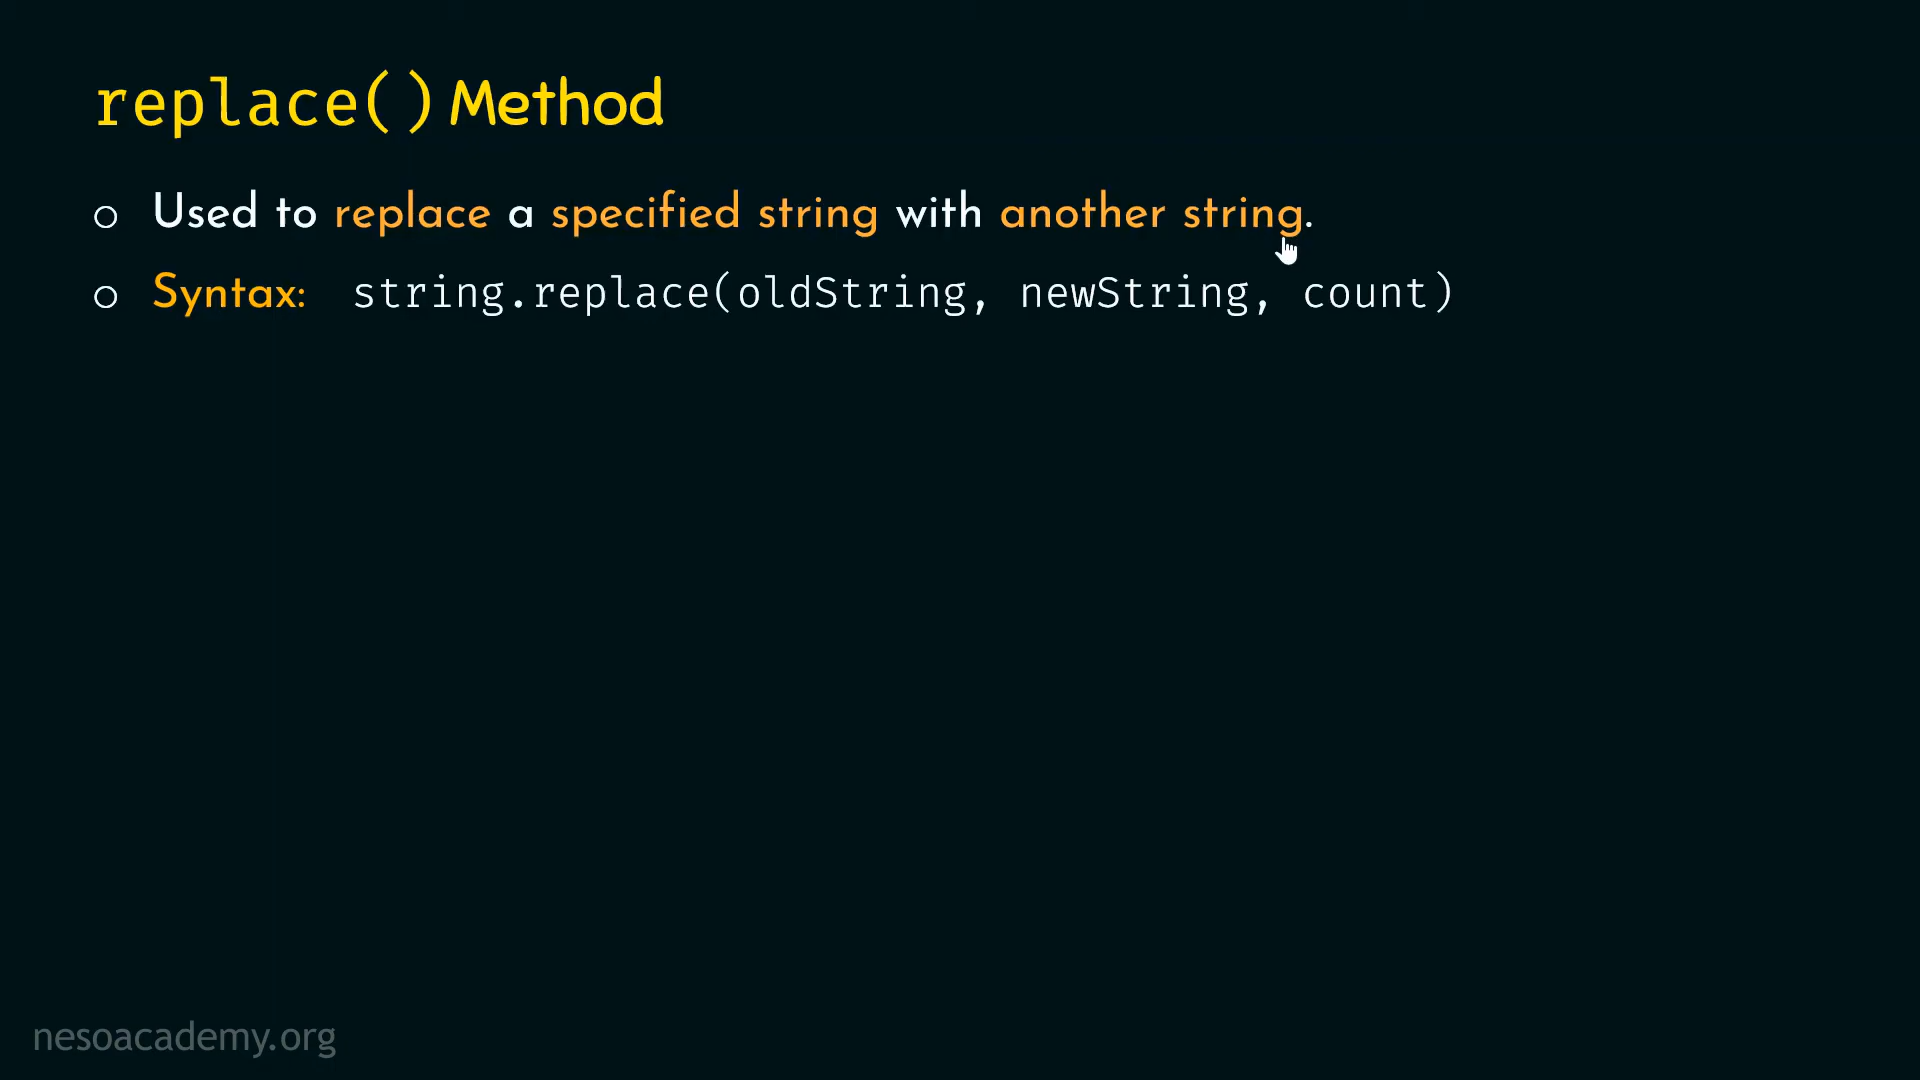 replace() Method
○ Used to replace a specified string with another string.
○ Syntax: string.replace(oldString, newString, count)
nesoacademy.org